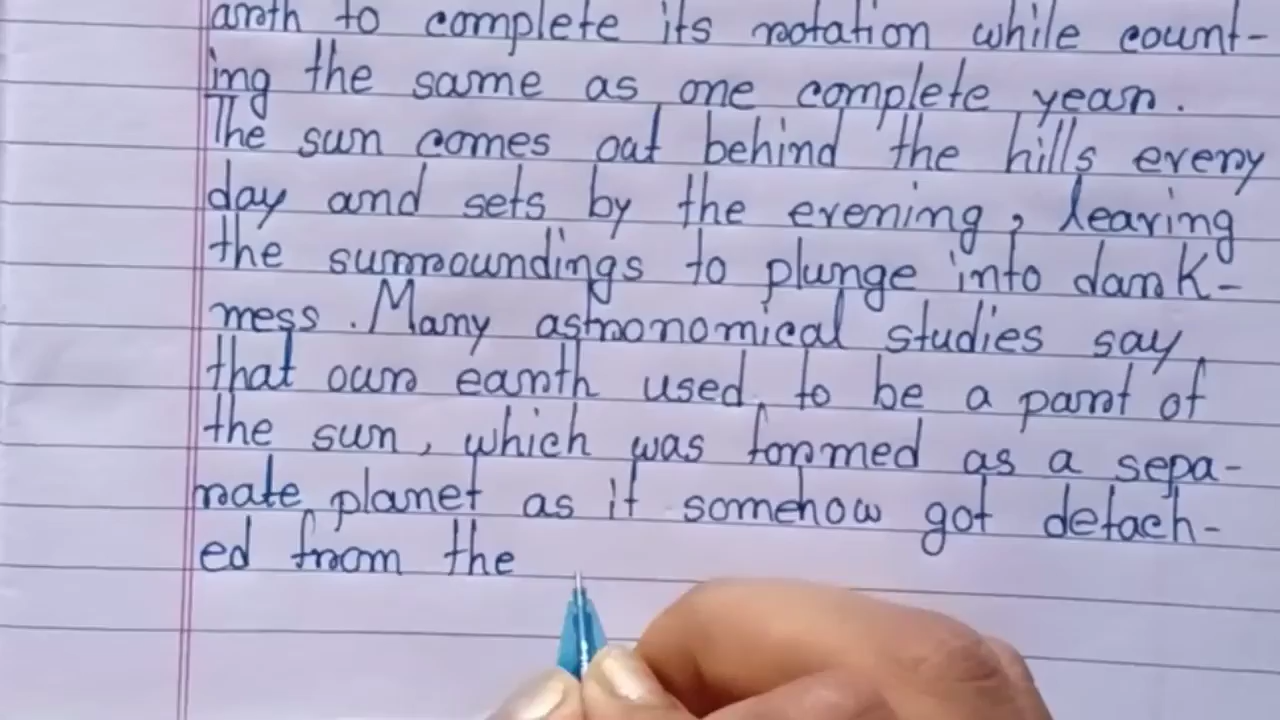 arth to complete its rotation while count-
ing the same as one complete year.
The sun comes out behind the hills every
day and sets by the evening, leaving
the surroundings to plunge into dark-
ness. Many astronomical studies say
that our earth used to be a part of
the sun, which was formed as a sepa-
rate planet as it somehow got detach-
ed from the